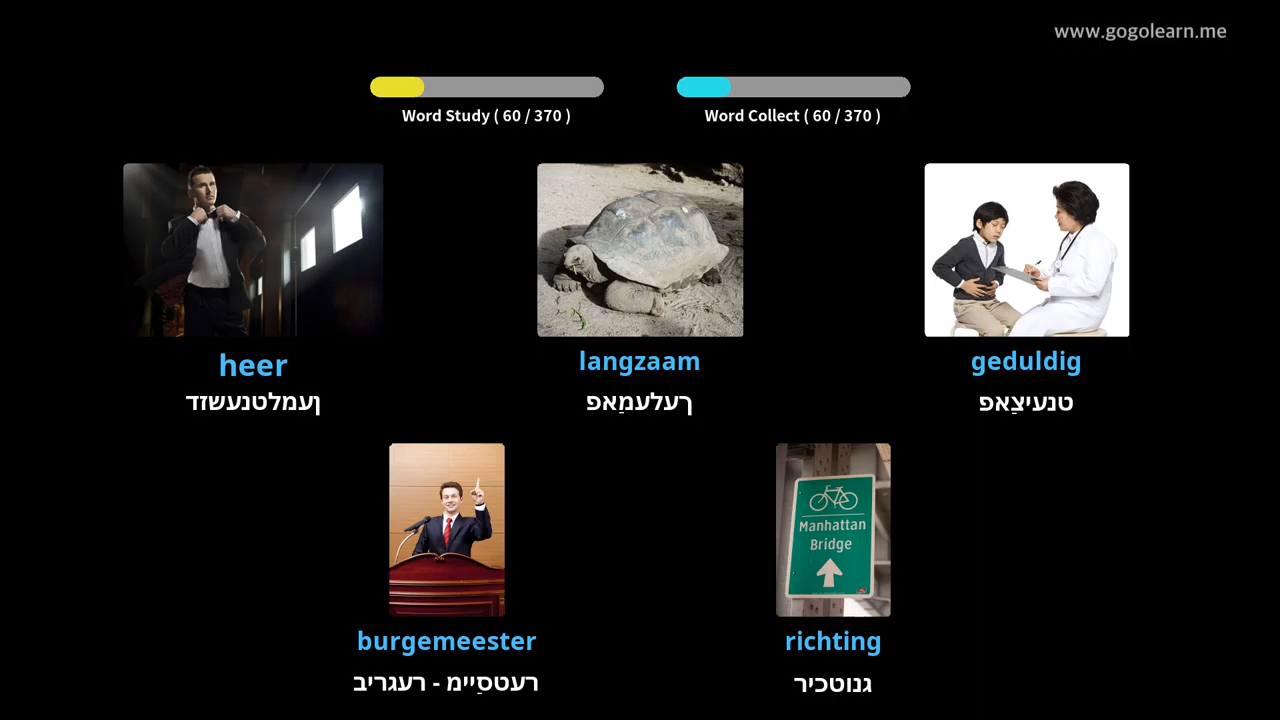 www.gogolearn.me
Word Study ( 60 / 370 )
Word Collect ( 60 / 370 )
heer
ןעמלטנעשזד
langzaam
ךעלעמַאפ
geduldig
טנעיצַאפ
Manhattan
Bridge
burgemeester
רעטסַיימ - רעגריב
richting
גנוטכיר